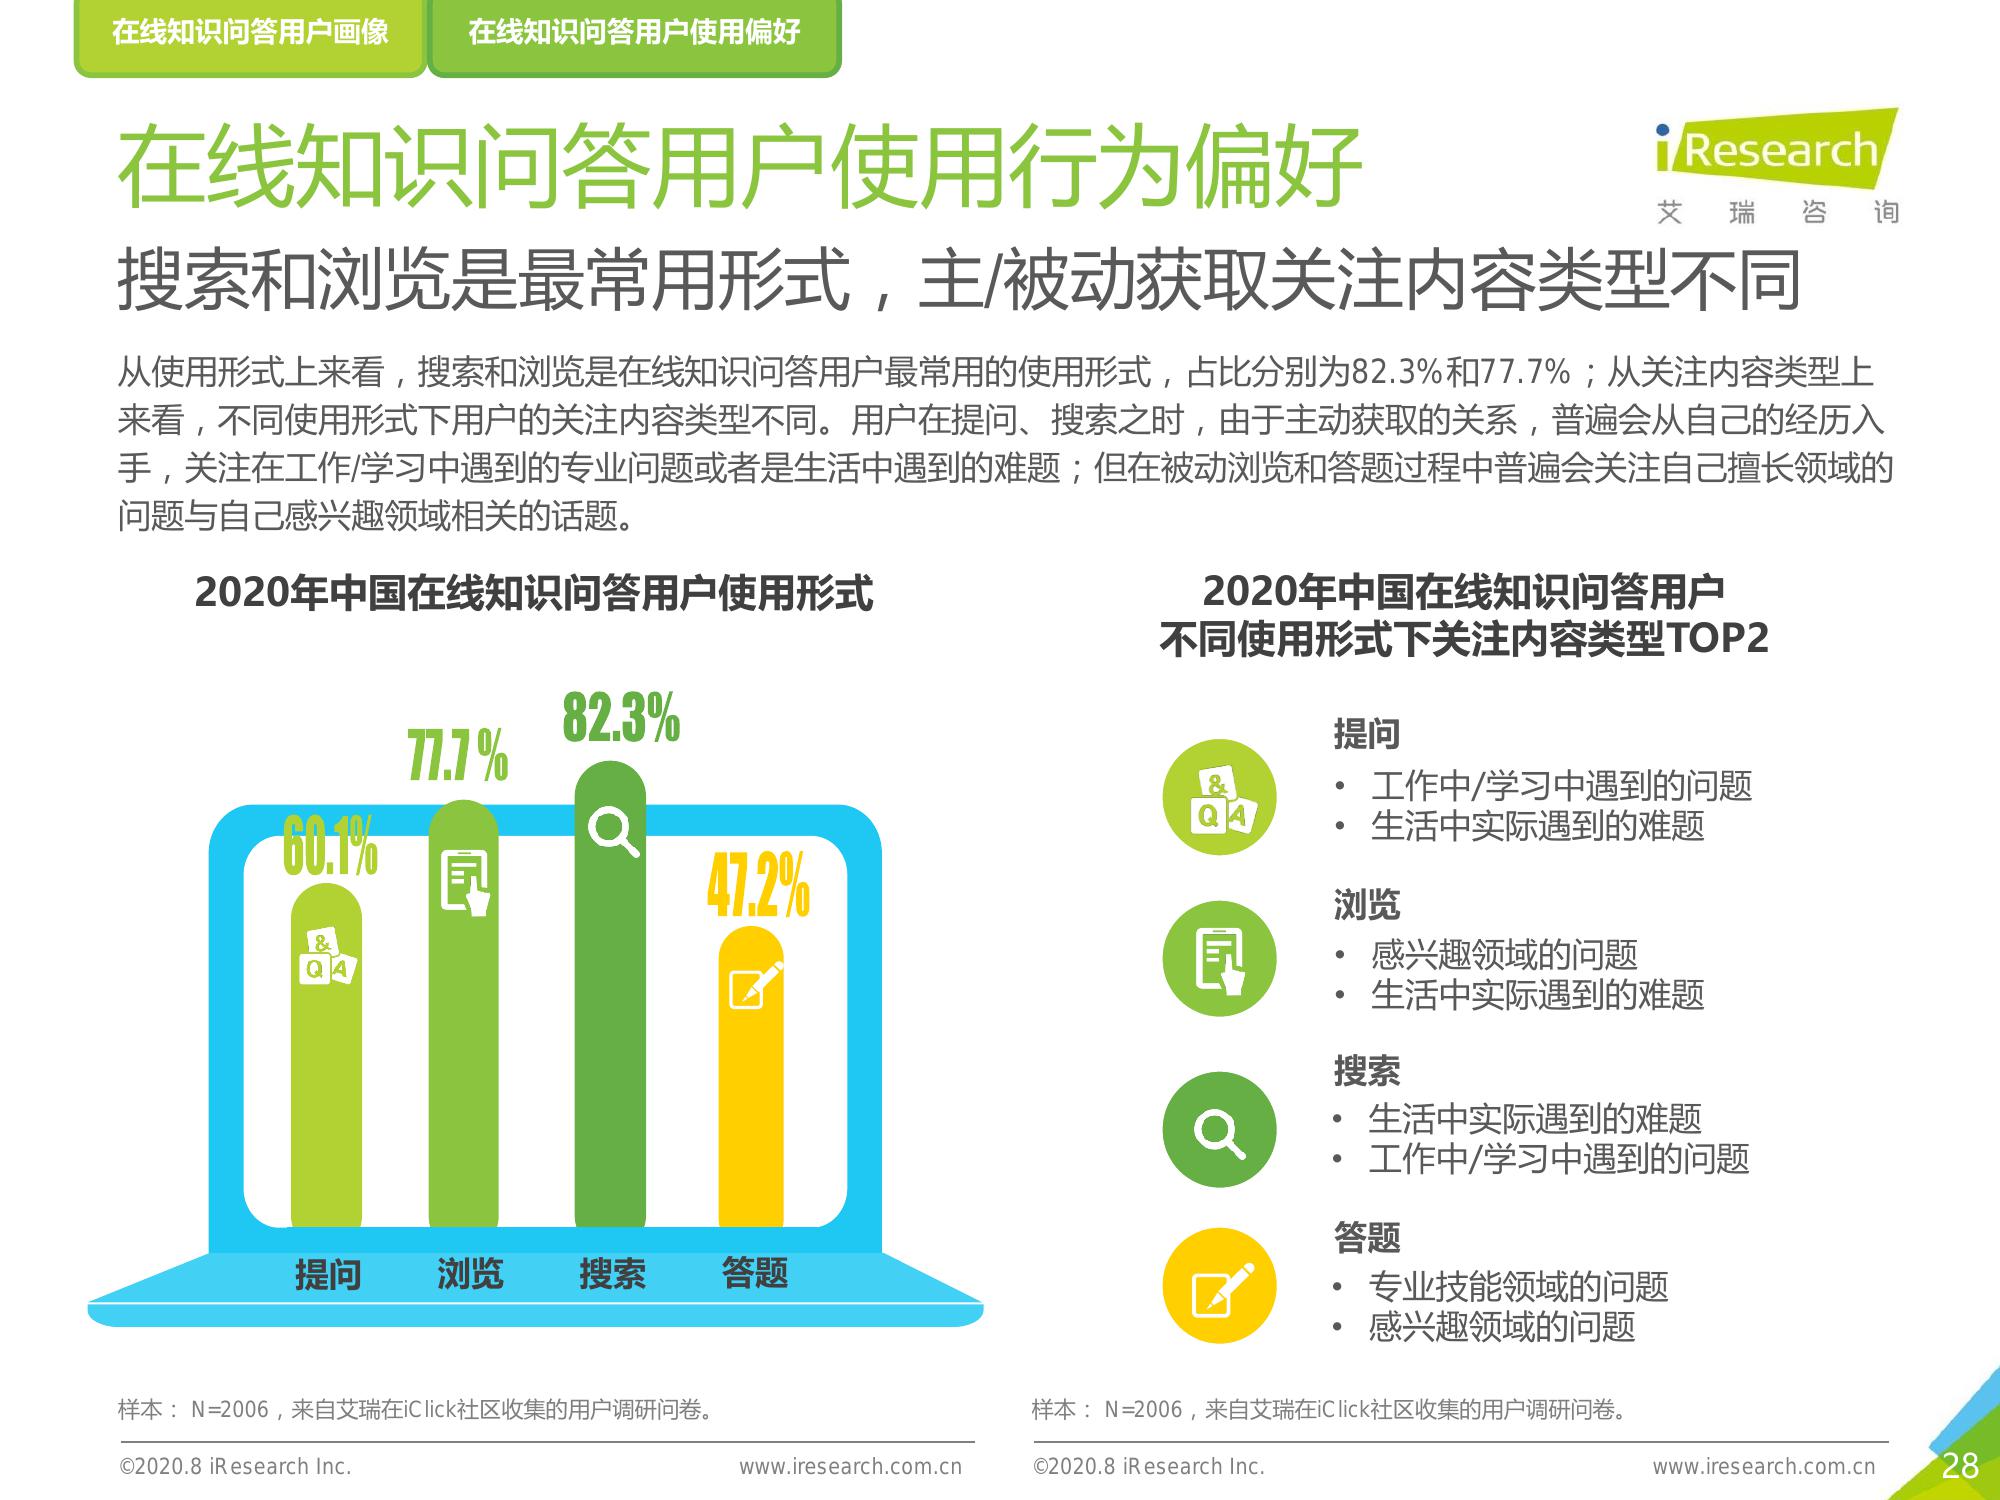 在线知识问答用户画像
在线知识问答用户使用偏好
在线知识问答用户使用行为偏好
iResearch
艾瑞咨询
搜索和浏览是最常用形式，主/被动获取关注内容类型不同
从使用形式上来看，搜索和浏览是在线知识问答用户最常用的使用形式，占比分别为82.3%和77.7%；从关注内容类型上
来看，不同使用形式下用户的关注内容类型不同。用户在提问、搜索之时，由于主动获取的关系，普遍会从自己的经历入
手，关注在工作/学习中遇到的专业问题或者是生活中遇到的难题；但在被动浏览和答题过程中普遍会关注自己擅长领域的
问题与自己感兴趣领域相关的话题。
2020年中国在线知识问答用户使用形式
82.3%
77.7%
60.1%
47.2%
&
Q A
提问
浏览
搜索
答题
2020年中国在线知识问答用户
不同使用形式下关注内容类型TOP2
&
Q A
提问
• 工作中/学习中遇到的问题
• 生活中实际遇到的难题
浏览
• 感兴趣领域的问题
• 生活中实际遇到的难题
搜索
• 生活中实际遇到的难题
• 工作中/学习中遇到的问题
答题
• 专业技能领域的问题
• 感兴趣领域的问题
样本：N=2006，来自艾瑞在iClick社区收集的用户调研问卷。
样本：N=2006，来自艾瑞在iClick社区收集的用户调研问卷。
©2020.8 iResearch Inc.
www.iresearch.com.cn
©2020.8 iResearch Inc.
www.iresearch.com.cn
28